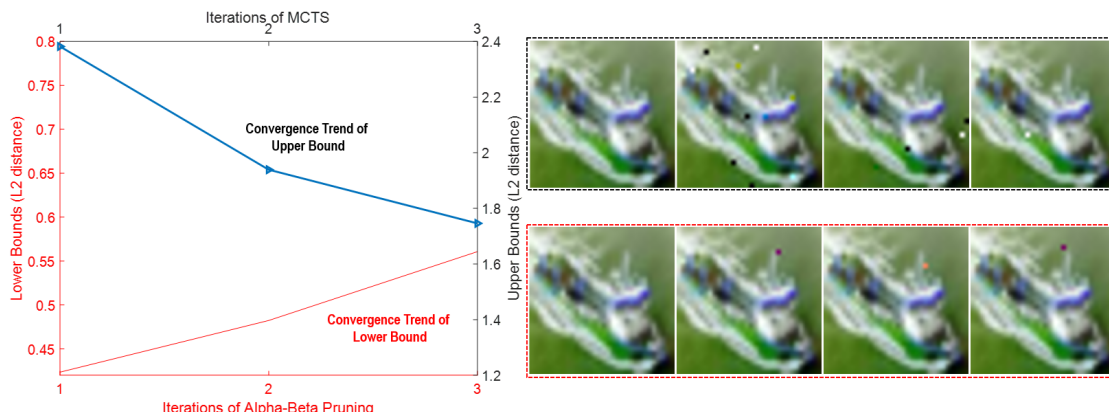 Iterations of MCTS
1 2 3
0.8
0.75
0.7
0.65
0.6
0.55
0.5
0.45
Lower Bounds (L2 distance)
Convergence Trend of
Upper Bound
Convergence Trend of
Lower Bound
2.4
2.2
2
1.8
1.6
1.4
1.2
Upper Bounds (L2 distance)
1 2 3
Iterations of Alpha-Beta Pruning